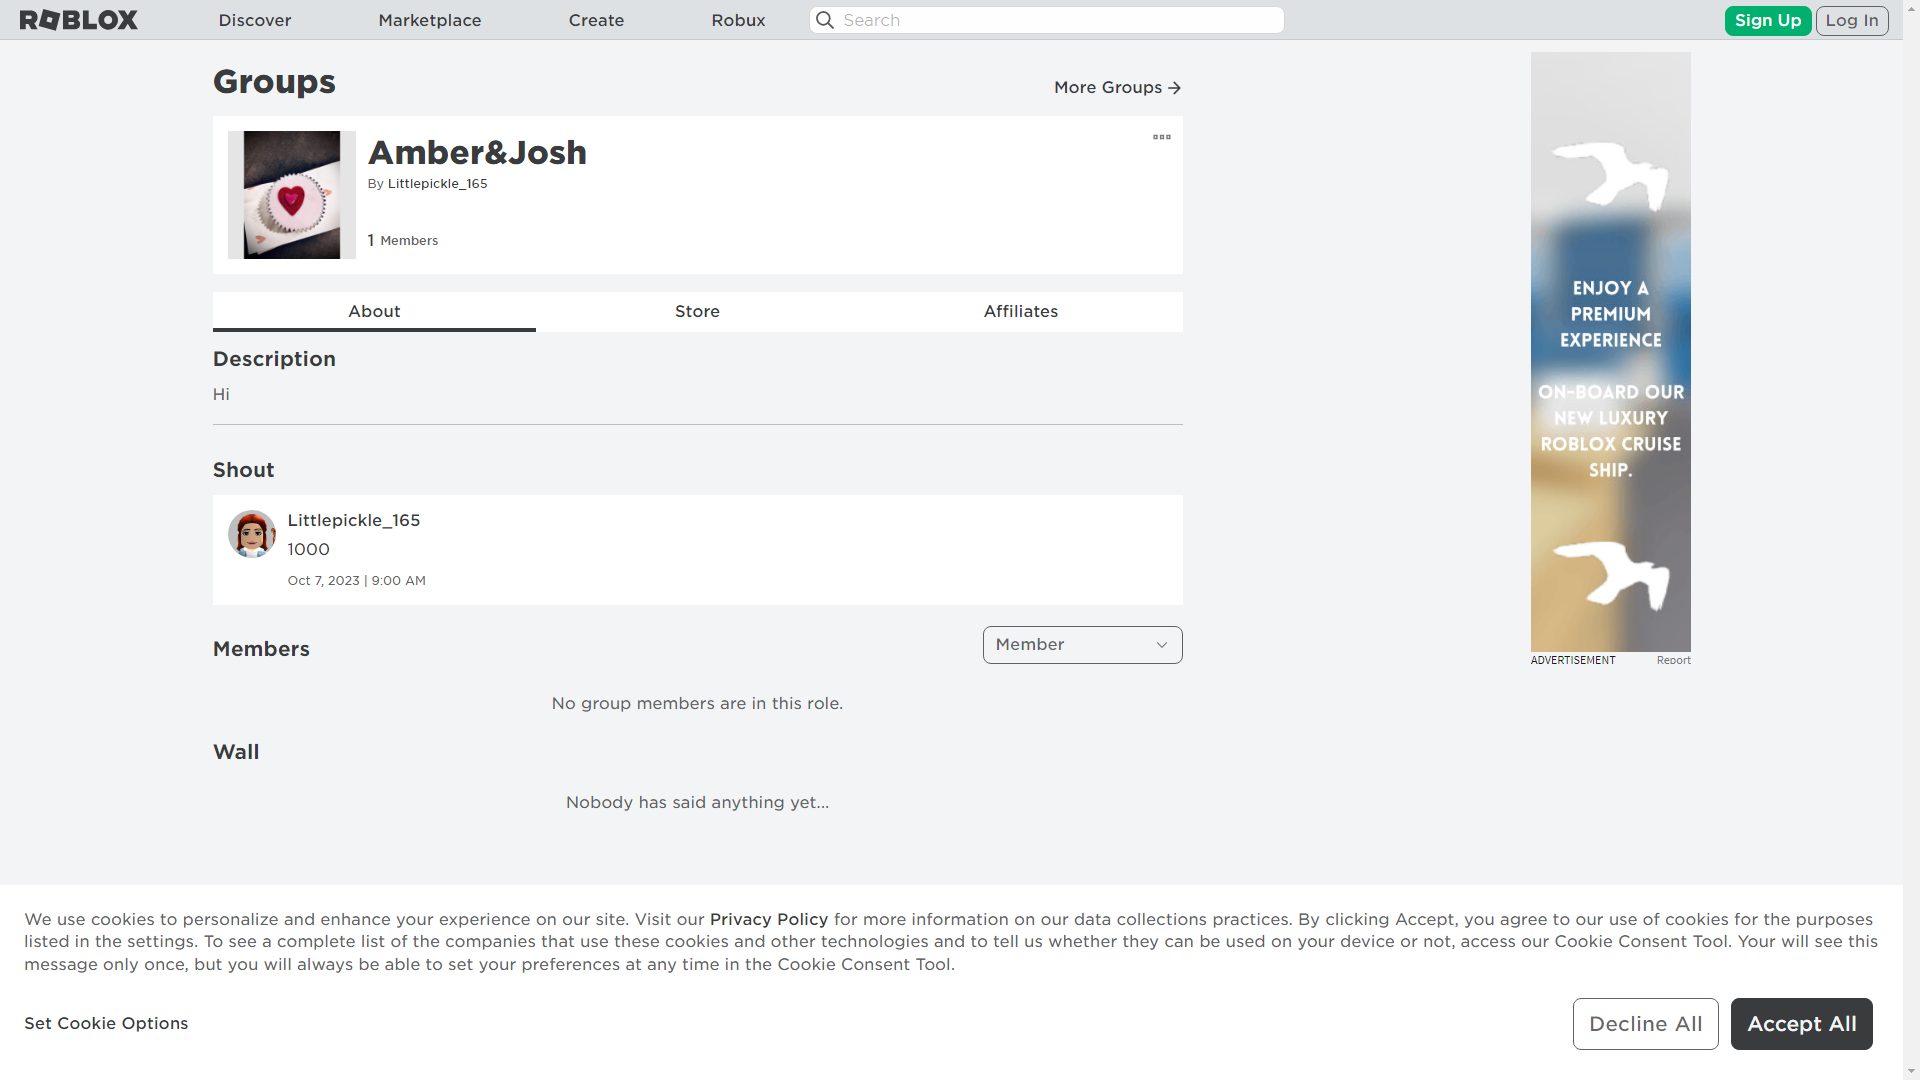 ROBLOX Discover Marketplace Create Robux Search Sign Up Log In
Groups
More Groups
Amber&Josh
By Littlepickle_165
1 Members
About Store Affiliates
Description
Hi
Shout
Littlepickle_165
1000
Oct 7, 2023 | 9:00 AM
Members
Member
No group members are in this role.
Wall
Nobody has said anything yet...
ENJOY A
PREMIUM
EXPERIENCE
ON-BOARD OUR
NEW LUXURY
ROBLOX CRUISE
SHIP.
ADVERTISEMENT Report
We use cookies to personalize and enhance your experience on our site. Visit our Privacy Policy for more information on our data collections practices. By clicking Accept, you agree to our use of cookies for the purposes
listed in the settings. To see a complete list of the companies that use these cookies and other technologies and to tell us whether they can be used on your device or not, access our Cookie Consent Tool. Your will see this
message only once, but you will always be able to set your preferences at any time in the Cookie Consent Tool.
Set Cookie Options
Decline All
Accept All